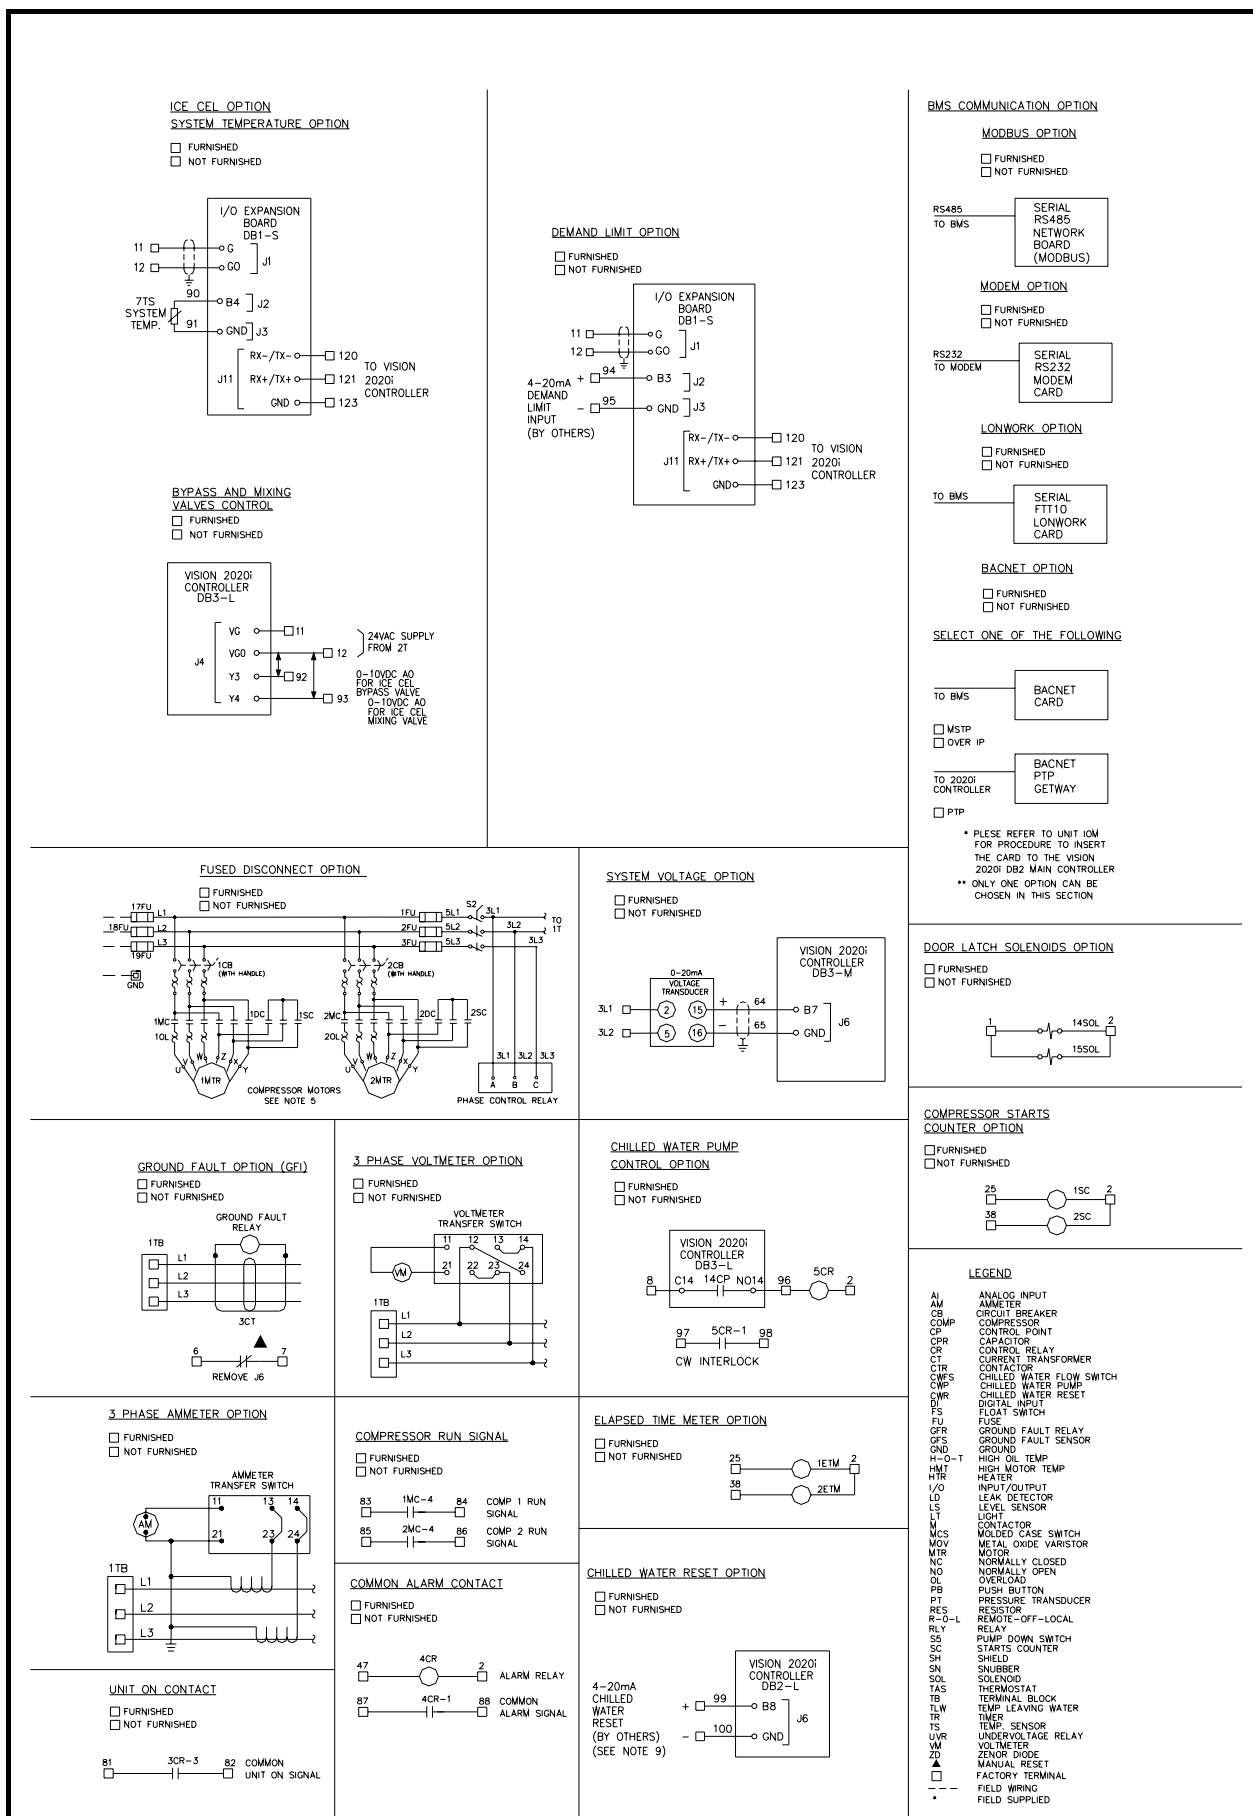 ICE CEL OPTION
SYSTEM TEMPERATURE OPTION
FURNISHED
NOT FURNISHED
I/O EXPANSION
BOARD
DB1-S
11
G
12
GO
J1
90
B4
J2
7TS
SYSTEM
TEMP.
91
GND
J3
RX-/TX-
120
J11
RX+/TX+
121
GND
123
TO VISION
2020i
CONTROLLER
BYPASS AND MIXING
VALVES CONTROL
FURNISHED
NOT FURNISHED
VISION 2020i
CONTROLLER
DB3-L
J4
VG
11
VG0
12
24VAC SUPPLY
FROM 2T
Y3
92
0-10VDC AO
FOR ICE CEL
BYPASS VALVE
Y4
93
0-10VDC AO
FOR ICE CEL
MIXING VALVE
DEMAND LIMIT OPTION
FURNISHED
NOT FURNISHED
I/O EXPANSION
BOARD
DB1-S
11
G
12
GO
J1
94
+
B3
J2
4-20mA
DEMAND
LIMIT
INPUT
(BY OTHERS)
95
-
GND
J3
RX-/TX-
120
J11
RX+/TX+
121
GND
123
TO VISION
2020i
CONTROLLER
BMS COMMUNICATION OPTION
MODBUS OPTION
FURNISHED
NOT FURNISHED
RS485
TO BMS
SERIAL
RS485
NETWORK
BOARD
(MODBUS)
MODEM OPTION
FURNISHED
NOT FURNISHED
RS232
TO MODEM
SERIAL
RS232
MODEM
CARD
LONWORK OPTION
FURNISHED
NOT FURNISHED
TO BMS
SERIAL
FTT10
LONWORK
CARD
BACNET OPTION
FURNISHED
NOT FURNISHED
SELECT ONE OF THE FOLLOWING
TO BMS
BACNET
CARD
MSTP
OVER IP
TO 2020i
CONTROLLER
BACNET
PTP
GETWAY
PTP
* PLESE REFER TO UNIT IOM
FOR PROCEDURE TO INSERT
THE CARD TO THE VISION
2020i DB2 MAIN CONTROLLER
** ONLY ONE OPTION CAN BE
CHOSEN IN THIS SECTION
FUSED DISCONNECT OPTION
FURNISHED
NOT FURNISHED
17FU
L1
1FU
5L1
S2
3L1
TO
1T
18FU
L2
2FU
5L2
3L2
19FU
L3
3FU
5L3
3L3
GND
1CB
(WITH HANDLE)
2CB
(WITH HANDLE)
1MC
1DC
1SC
2MC
2DC
2SC
1OL
2OL
U
V
W
Z
X
Y
1MTR
U
V
W
Z
X
Y
2MTR
COMPRESSOR MOTORS
SEE NOTE 5
3L1
3L2
3L3
A
B
C
PHASE CONTROL RELAY
SYSTEM VOLTAGE OPTION
FURNISHED
NOT FURNISHED
VISION 2020i
CONTROLLER
DB3-M
0-20mA
VOLTAGE
TRANSDUCER
3L1
2
15
+
64
B7
3L2
5
16
-
65
GND
J6
DOOR LATCH SOLENOIDS OPTION
FURNISHED
NOT FURNISHED
1
14SOL
2
15SOL
COMPRESSOR STARTS
COUNTER OPTION
FURNISHED
NOT FURNISHED
25
1SC
2
38
2SC
GROUND FAULT OPTION (GFI)
FURNISHED
NOT FURNISHED
GROUND FAULT
RELAY
1TB
L1
L2
L3
3CT
6
7
REMOVE J6
3 PHASE VOLTMETER OPTION
FURNISHED
NOT FURNISHED
VOLTMETER
TRANSFER SWITCH
11
12
13
14
VM
21
22
23
24
1TB
L1
L2
L3
CHILLED WATER PUMP
CONTROL OPTION
FURNISHED
NOT FURNISHED
VISION 2020i
CONTROLLER
DB3-L
8
C14
14CP
NO14
96
5CR
2
97
5CR-1
98
CW INTERLOCK
3 PHASE AMMETER OPTION
FURNISHED
NOT FURNISHED
AMMETER
TRANSFER SWITCH
11
13
14
AM
21
23
24
1TB
L1
L2
L3
COMPRESSOR RUN SIGNAL
FURNISHED
NOT FURNISHED
83
1MC-4
84
COMP 1 RUN
SIGNAL
85
2MC-4
86
COMP 2 RUN
SIGNAL
ELAPSED TIME METER OPTION
FURNISHED
NOT FURNISHED
25
1ETM
2
38
2ETM
COMMON ALARM CONTACT
FURNISHED
NOT FURNISHED
47
4CR
2
ALARM RELAY
87
4CR-1
88
COMMON
ALARM SIGNAL
CHILLED WATER RESET OPTION
FURNISHED
NOT FURNISHED
VISION 2020i
CONTROLLER
DB2-L
4-20mA
CHILLED
WATER
RESET
(BY OTHERS)
(SEE NOTE 9)
+
99
B8
-
100
GND
J6
UNIT ON CONTACT
FURNISHED
NOT FURNISHED
81
3CR-3
82
COMMON
UNIT ON SIGNAL
LEGEND
AI ANALOG INPUT
AM AMMETER
CB CIRCUIT BREAKER
COMP COMPRESSOR
CP CONTROL POINT
CPR CAPACITOR
CR CONTROL RELAY
CT CURRENT TRANSFORMER
CTR CONTACTOR
CWFS CHILLED WATER FLOW SWITCH
CWP CHILLED WATER PUMP
CWR CHILLED WATER RESET
DI DIGITAL INPUT
FS FLOAT SWITCH
FU FUSE
GFR GROUND FAULT RELAY
GFS GROUND FAULT SENSOR
GND GROUND
H-O-T HIGH OIL TEMP
HMT HIGH MOTOR TEMP
HTR HEATER
I/O INPUT/OUTPUT
LD LEAK DETECTOR
LS LEVEL SENSOR
LT LIGHT
M CONTACTOR
MCS MOLDED CASE SWITCH
MOV METAL OXIDE VARISTOR
MTR MOTOR
NC NORMALLY CLOSED
NO NORMALLY OPEN
OL OVERLOAD
PB PUSH BUTTON
PT PRESSURE TRANSDUCER
RES RESISTOR
R-O-L REMOTE-OFF-LOCAL
RLY RELAY
S5 PUMP DOWN SWITCH
SC STARTS COUNTER
SH SHIELD
SN SNUBBER
SOL SOLENOID
TAS THERMOSTAT
TB TERMINAL BLOCK
TLW TEMP LEAVING WATER
TR TIMER
TS TEMP. SENSOR
UVR UNDERVOLTAGE RELAY
VM VOLTMETER
ZD ZENOR DIODE
▲ MANUAL RESET
□ FACTORY TERMINAL
--- FIELD WIRING
* FIELD SUPPLIED